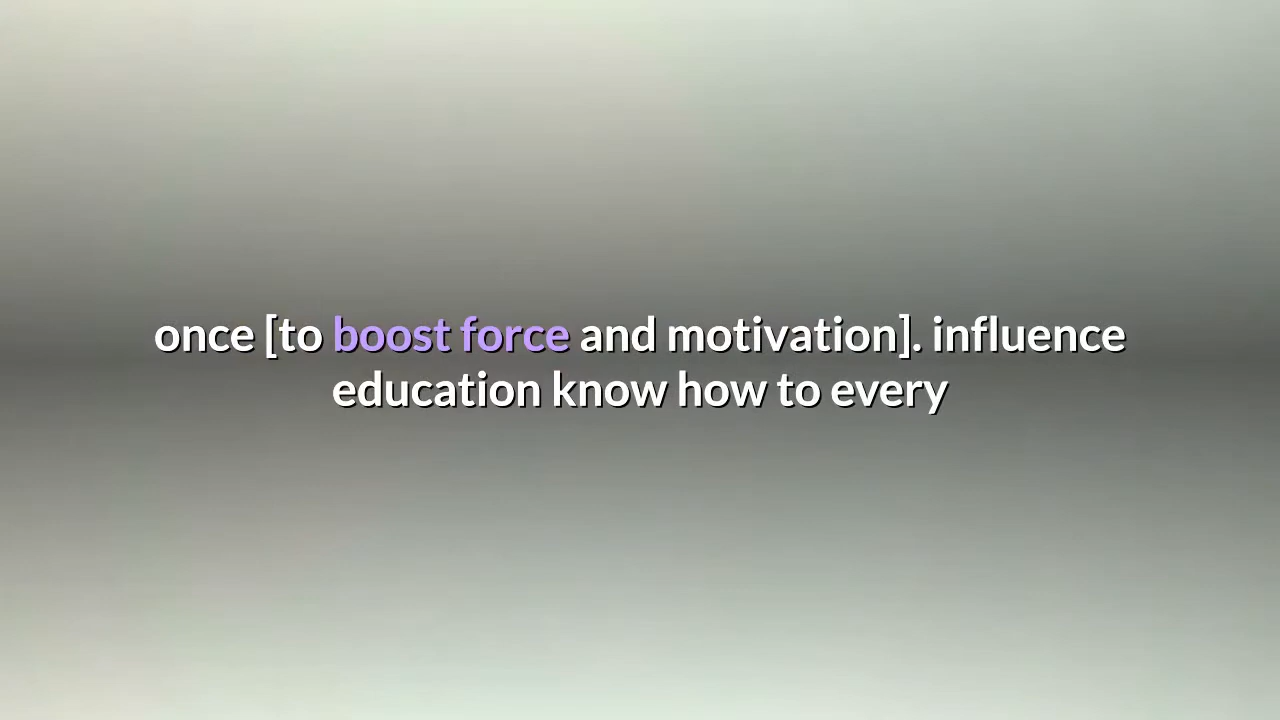 once [to boost force and motivation]. influence
education know how to every